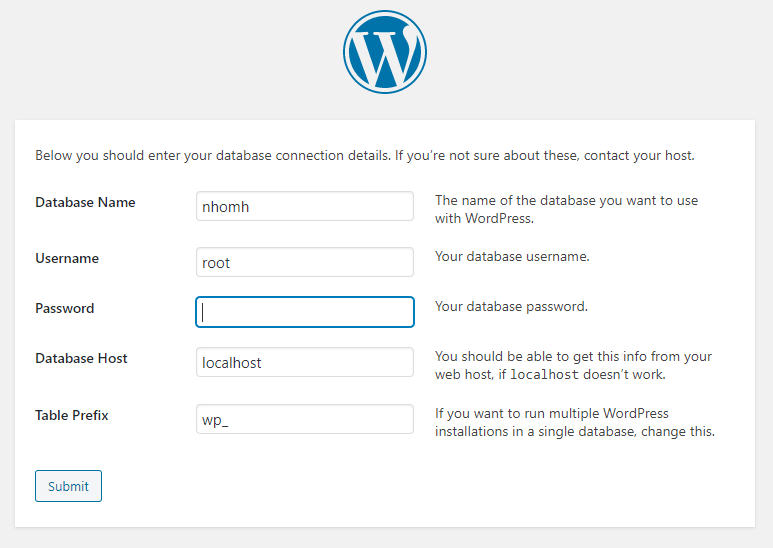 W
Below you should enter your database connection details. If you’re not sure about these, contact your host.
Database Name
nhomh
The name of the database you want to use
with WordPress.
Username
root
Your database username.
Password
Your database password.
Database Host
localhost
You should be able to get this info from your
web host, if localhost doesn’t work.
Table Prefix
wp_
If you want to run multiple WordPress
installations in a single database, change this.
Submit